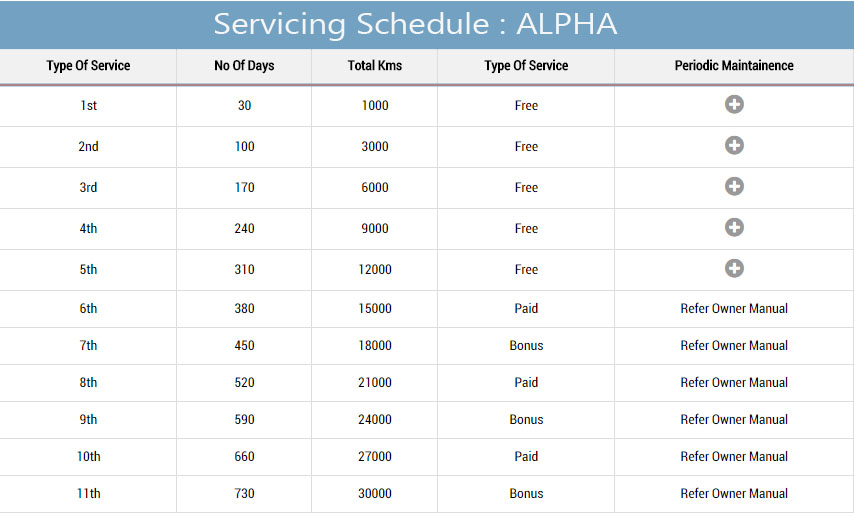 Servicing Schedule : ALPHA
Type Of Service No Of Days Total Kms Type Of Service Periodic Maintainence
1st 30 1000 Free
2nd 100 3000 Free
3rd 170 6000 Free
4th 240 9000 Free
5th 310 12000 Free
6th 380 15000 Paid Refer Owner Manual
7th 450 18000 Bonus Refer Owner Manual
8th 520 21000 Paid Refer Owner Manual
9th 590 24000 Bonus Refer Owner Manual
10th 660 27000 Paid Refer Owner Manual
11th 730 30000 Bonus Refer Owner Manual